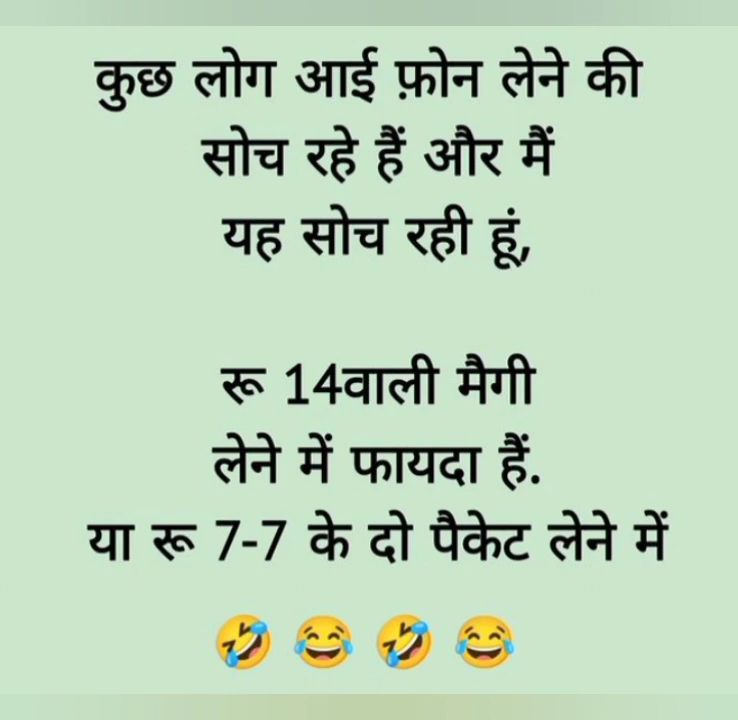 कुछ लोग आई फ़ोन लेने की
सोच रहे हैं और मैं
यह सोच रही हूं,
रू 14वाली मैगी
लेने में फायदा हैं.
या रू 7-7 के दो पैकेट लेने में
🤣 😂 🤣 😂